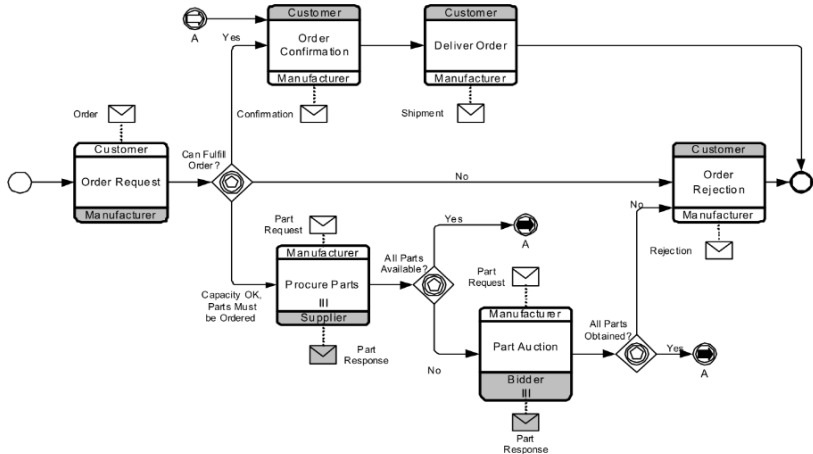 Customer
Order
Confirmation
Manufacturer
Customer
Deliver Order
Manufacturer
A
Yes
Confirmation
Shipment
Order
Customer
Order Request
Manufacturer
Can Fulfill
Order?
No
Customer
Order
Rejection
Manufacturer
Rejection
Capacity OK,
Parts Must
be Ordered
Part
Request
Manufacturer
Procure Parts
Supplier
Part
Response
All Parts
Available?
Yes
A
No
Part
Request
Manufacturer
Part Auction
Bidder
Part
Response
All Parts
Obtained?
No
Yes
A